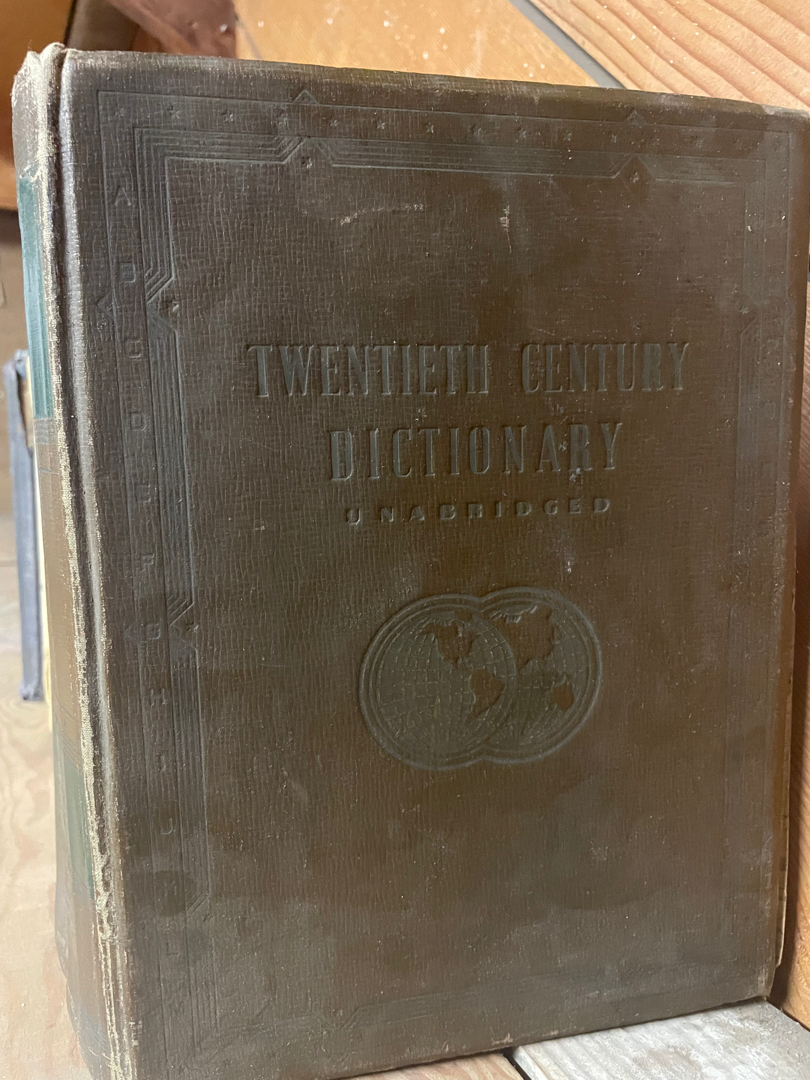 TWENTIETH CENTURY
DICTIONARY
UNABRIDGED
A
B
C
D
E
F
G
H
I
J
K
L